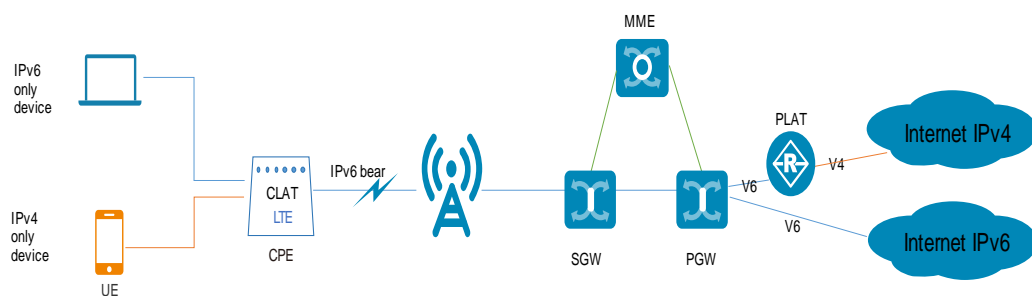 MME
IPv6
only
device
PLAT
Internet IPv4
R
V4
IPv6 bear
CLAT
LTE
V6
IPv4
only
device
V6
Internet IPv6
CPE
SGW
PGW
UE